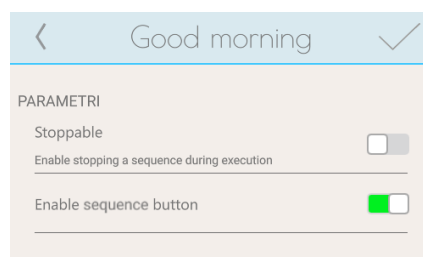 Good morning
PARAMETRI
Stoppable
Enable stopping a sequence during execution
Enable sequence button